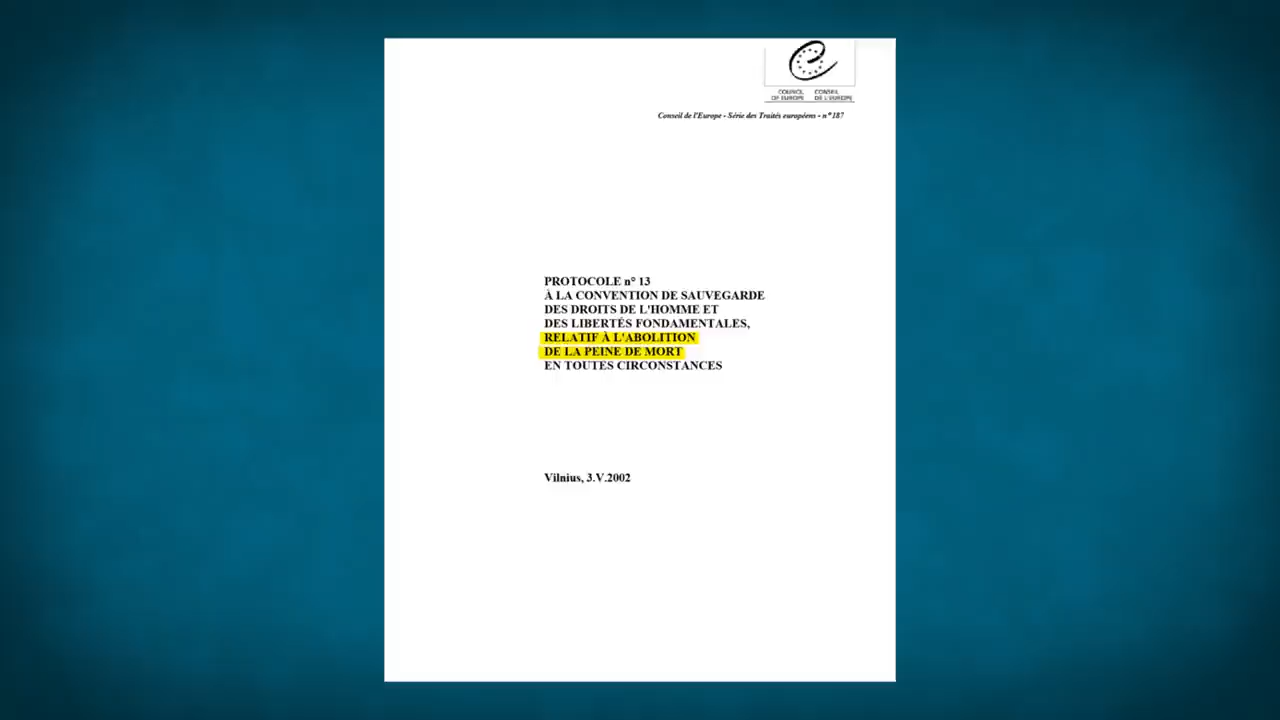 COUNCIL CONSEIL
OF EUROPE DE L'EUROPE
Conseil de l'Europe - Série des Traités européens - n° 187
PROTOCOLE n° 13
À LA CONVENTION DE SAUVEGARDE
DES DROITS DE L'HOMME ET
DES LIBERTÉS FONDAMENTALES,
RELATIF À L'ABOLITION
DE LA PEINE DE MORT
EN TOUTES CIRCONSTANCES
Vilnius, 3.V.2002